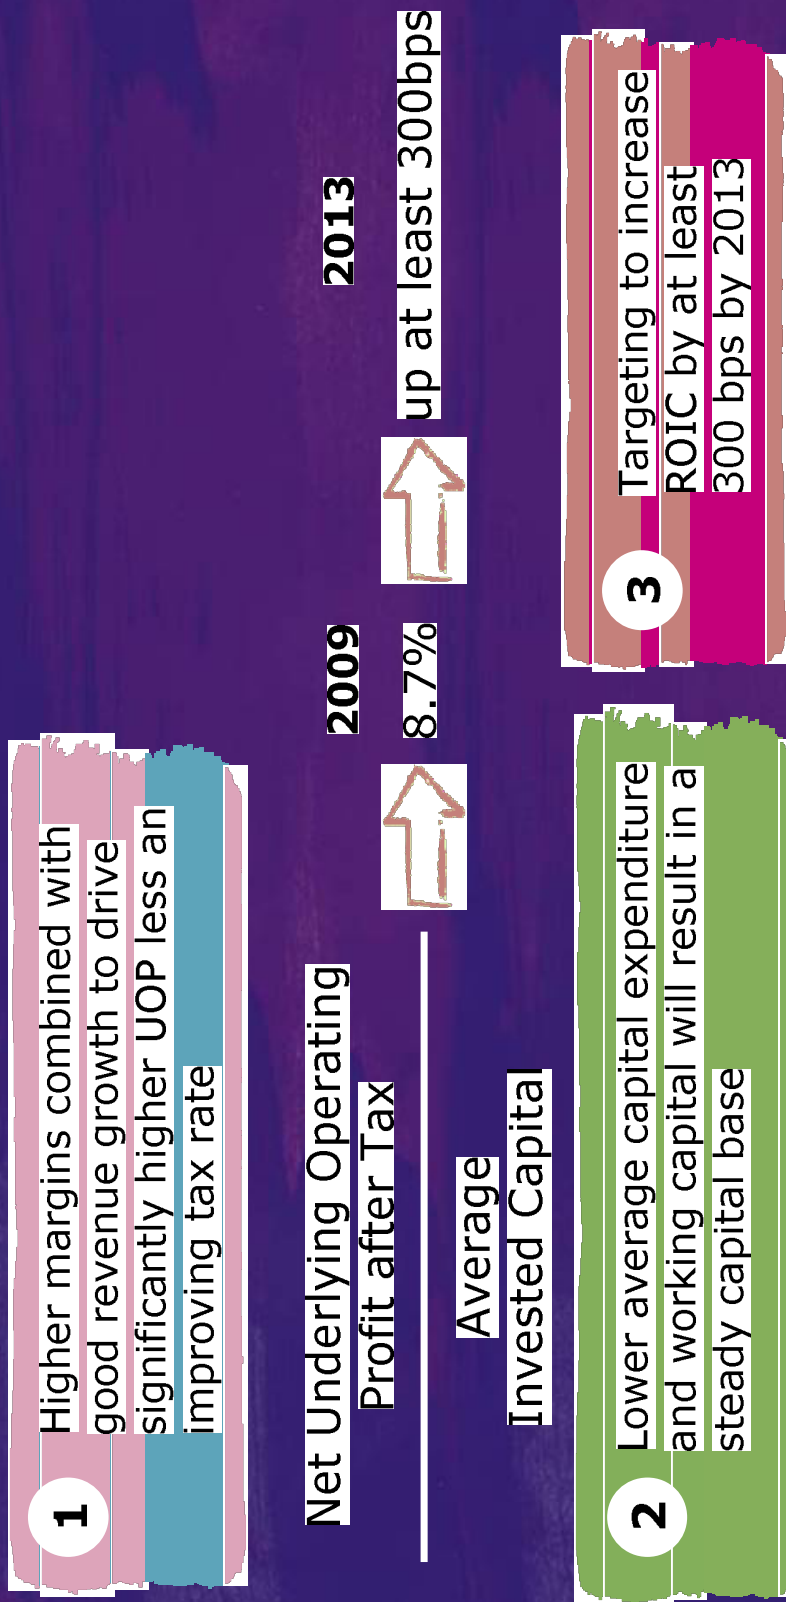 1
Higher margins combined with
good revenue growth to drive
significantly higher UOP less an
improving tax rate
Net Underlying Operating
Profit after Tax
Average
Invested Capital
2009
8.7%
2013
up at least 300bps
2
Lower average capital expenditure
and working capital will result in a
steady capital base
3
Targeting to increase
ROIC by at least
300 bps by 2013